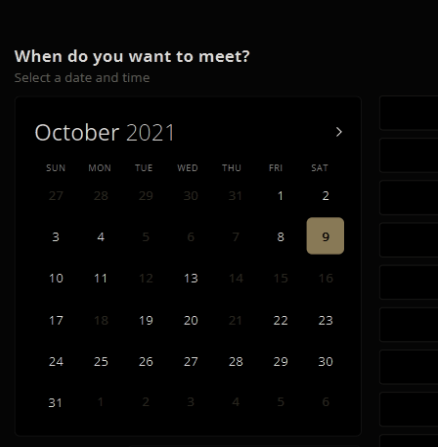 When do you want to meet?
Select a date and time
October 2021 >
SUN MON TUE WED THU FRI SAT
27 28 29 30 31 1 2
3 4 5 6 7 8 9
10 11 12 13 14 15 16
17 18 19 20 21 22 23
24 25 26 27 28 29 30
31 1 2 3 4 5 6